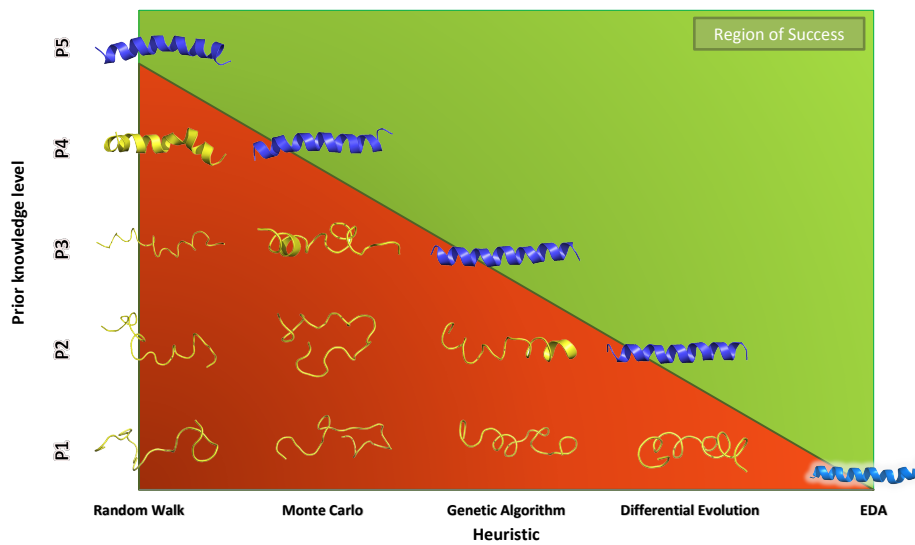 Region of Success
Prior knowledge level
P5
P4
P3
P2
P1
Random Walk
Monte Carlo
Genetic Algorithm
Differential Evolution
EDA
Heuristic